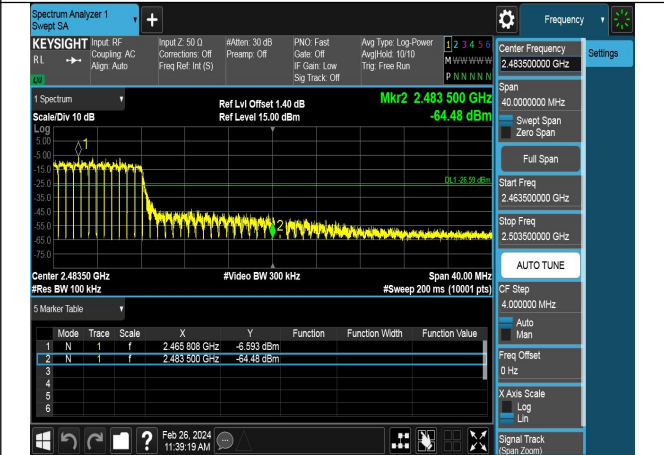 Spectrum Analyzer 1
Swept SA
+
Frequency
KEYSIGHT
RL
Input: RF
Coupling: AC
Align: Auto
Input Z: 50 Ω
Corrections: Off
Freq Ref: Int (S)
#Atten: 30 dB
Preamp: Off
PNO: Fast
Gate: Off
IF Gain: Low
Sig Track: Off
Avg Type: Log-Power
Avg|Hold: 10/10
Trig: Free Run
1 2 3 4 5 6
M W W W W W
P N N N N N
1 Spectrum
Scale/Div 10 dB
Ref Lvl Offset 1.40 dB
Ref Level 15.00 dBm
Mkr2 2.483 500 GHz
-64.48 dBm
Log
5.00
-5.00
-15.0
-25.0
-35.0
-45.0
-55.0
-65.0
-75.0
1
2
DL1 -26.59 dBm
Center 2.48350 GHz
#Video BW 300 kHz
Span 40.00 MHz
#Res BW 100 kHz
#Sweep 200 ms (10001 pts)
5 Marker Table
Mode Trace Scale X Y Function Function Width Function Value
1 N 1 f 2.465 808 GHz -6.593 dBm
2 N 1 f 2.483 500 GHz -64.48 dBm
3
4
5
6
Feb 26, 2024
11:39:19 AM
?
Center Frequency
2.483500000 GHz
Settings
Span
40.0000000 MHz
Swept Span
Zero Span
Full Span
Start Freq
2.463500000 GHz
Stop Freq
2.503500000 GHz
AUTO TUNE
CF Step
4.000000 MHz
Auto
Man
Freq Offset
0 Hz
X Axis Scale
Log
Lin
Signal Track
(Span Zoom)